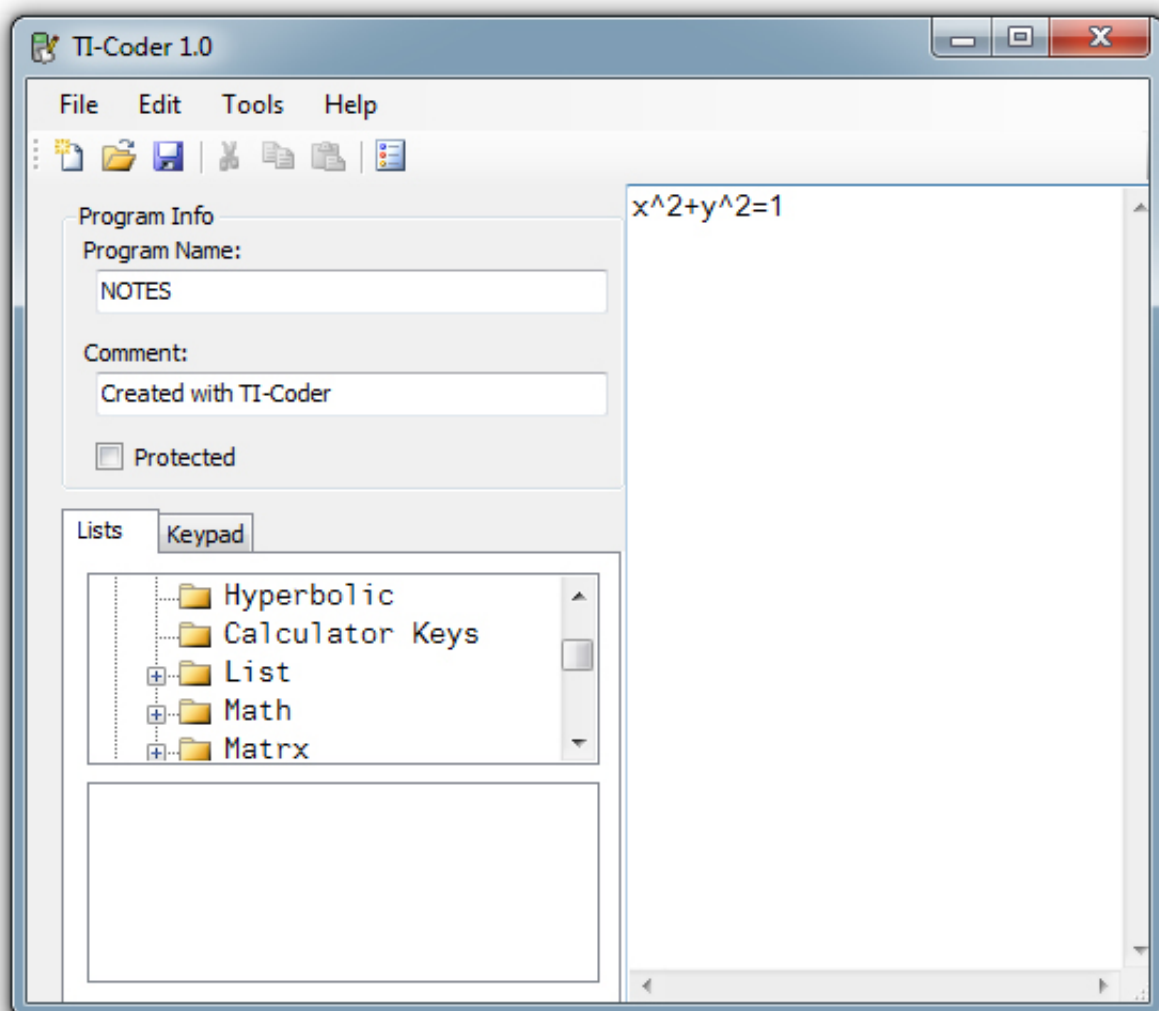 TI-Coder 1.0
File Edit Tools Help
Program Info
Program Name:
NOTES
Comment:
Created with TI-Coder
Protected
Lists Keypad
Hyperbolic
Calculator Keys
List
Math
Matrx
x^2+y^2=1